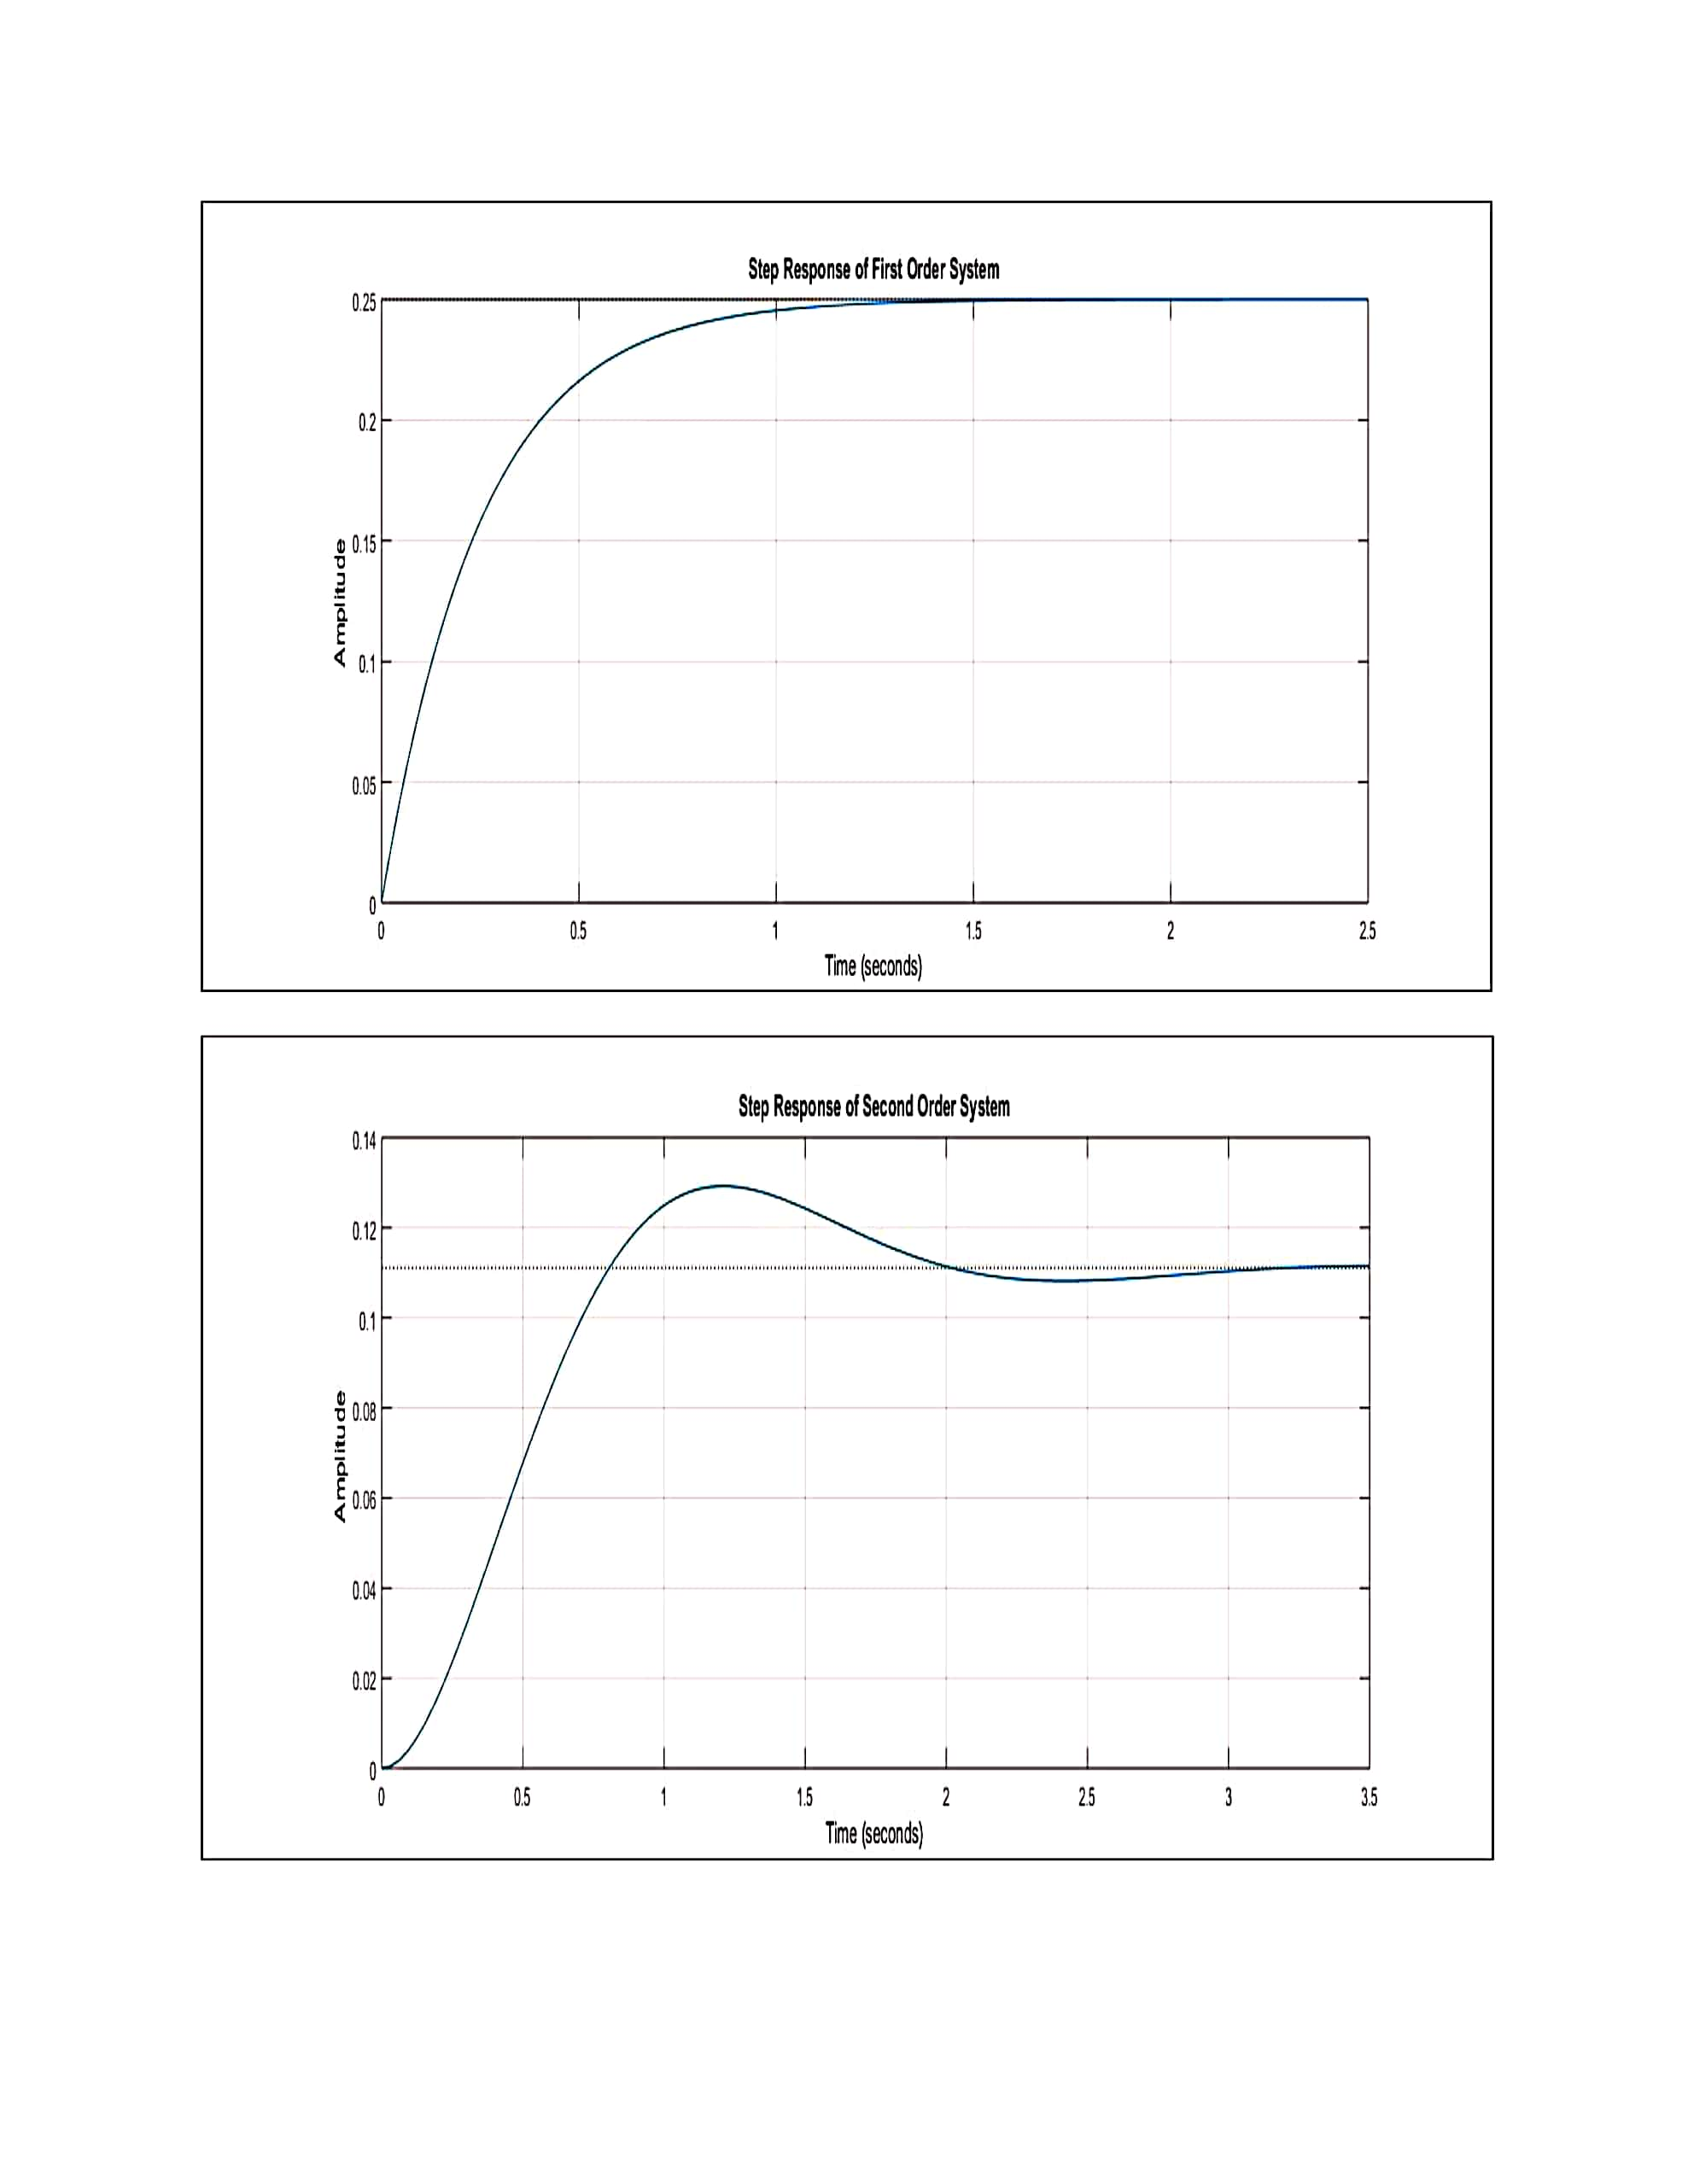 Step Response of First Order System
0.25
0.2
0.15
0.1
0.05
0
Amplitude
0 0.5 1 1.5 2 2.5
Time (seconds)
Step Response of Second Order System
0.14
0.12
0.1
0.08
0.06
0.04
0.02
0
Amplitude
0 0.5 1 1.5 2 2.5 3 3.5
Time (seconds)